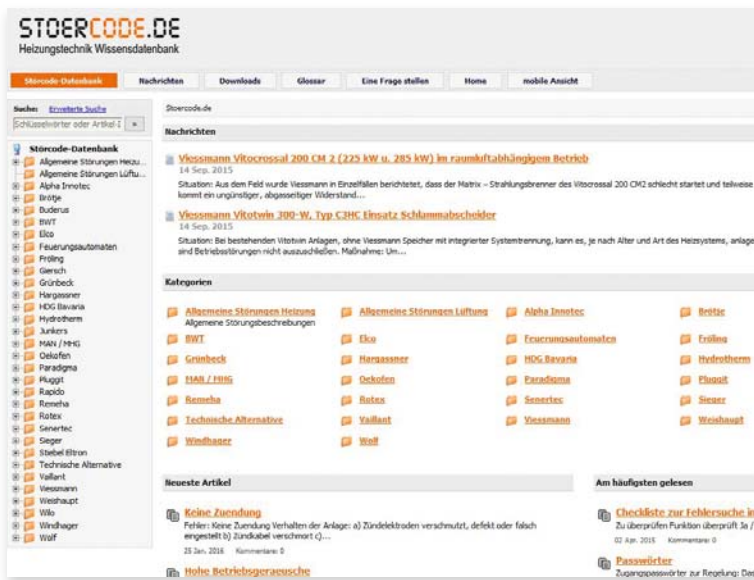 STOERCODE.DE
Heizungstechnik Wissensdatenbank
Störcode-Datenbank Nachrichten Downloads Glossar Eine Frage stellen Home mobile Ansicht
Suche: Erweiterte Suche
Schlüsselwörter oder Artikel-I
Störcode-Datenbank
Allgemeine Störungen Heizu...
Allgemeine Störungen Lüftu...
Alpha Innotec
Brötje
Buderus
BWT
Elco
Feuerungsautomaten
Fröling
Giersch
Grünbeck
Hargassner
HDG Bavaria
Hydrotherm
Junkers
MAN / MHG
Oekofen
Paradigma
Pluggit
Rapido
Remeha
Rotex
Senertec
Sieger
Stiebel Eltron
Technische Alternative
Vaillant
Viessmann
Weishaupt
Wilo
Windhager
Wolf
Stoercode.de
Nachrichten
Viessmann Vitocrossal 200 CM 2 (225 kW u. 285 kW) im raumluftabhängigem Betrieb
14 Sep. 2015
Situation: Aus dem Feld wurde Viessmann in Einzelfällen berichtetet, dass der Matrix – Strahlungsbrenner des Vitocrossal 200 CM2 schlecht startet und teilweise
kommt ein ungünstiger, abgasseitiger Widerstand...
Viessmann Vitotwin 300-W, Typ C3HC Einsatz Schlammabscheider
14 Sep. 2015
Situation: Bei bestehenden Vitotwin Anlagen, ohne Viessmann Speicher mit integrierter Systemtrennung, kann es, je nach Alter und Art des Heizsystems, anlage
sind Betriebsstörungen nicht auszuschließen. Maßnahme: Um...
Kategorien
Allgemeine Störungen Heizung Allgemeine Störungen Lüftung Alpha Innotec Brötje
Allgemeine Störungsbeschreibungen
BWT Elco Feuerungsautomaten Fröling
Grünbeck Hargassner HDG Bavaria Hydrotherm
MAN / MHG Oekofen Paradigma Pluggit
Remeha Rotex Senertec Sieger
Technische Alternative Vaillant Viessmann Weishaupt
Windhager Wolf
Neueste Artikel Am häufigsten gelesen
Keine Zuendung
Fehler: Keine Zuendung Verhalten der Anlage: a) Zündelektroden verschmutzt, defekt oder falsch
eingestellt b) Zündkabel verschmort c)...
25 Jan. 2016 Kommentare: 0
Hohe Betriebsgeraeusche
Checkliste zur Fehlersuche in
Zu überprüfen Funktion überprüft Ja /
02 Apr. 2015 Kommentare: 0
Passwörter
Zugangspasswörter zur Regelung: Das